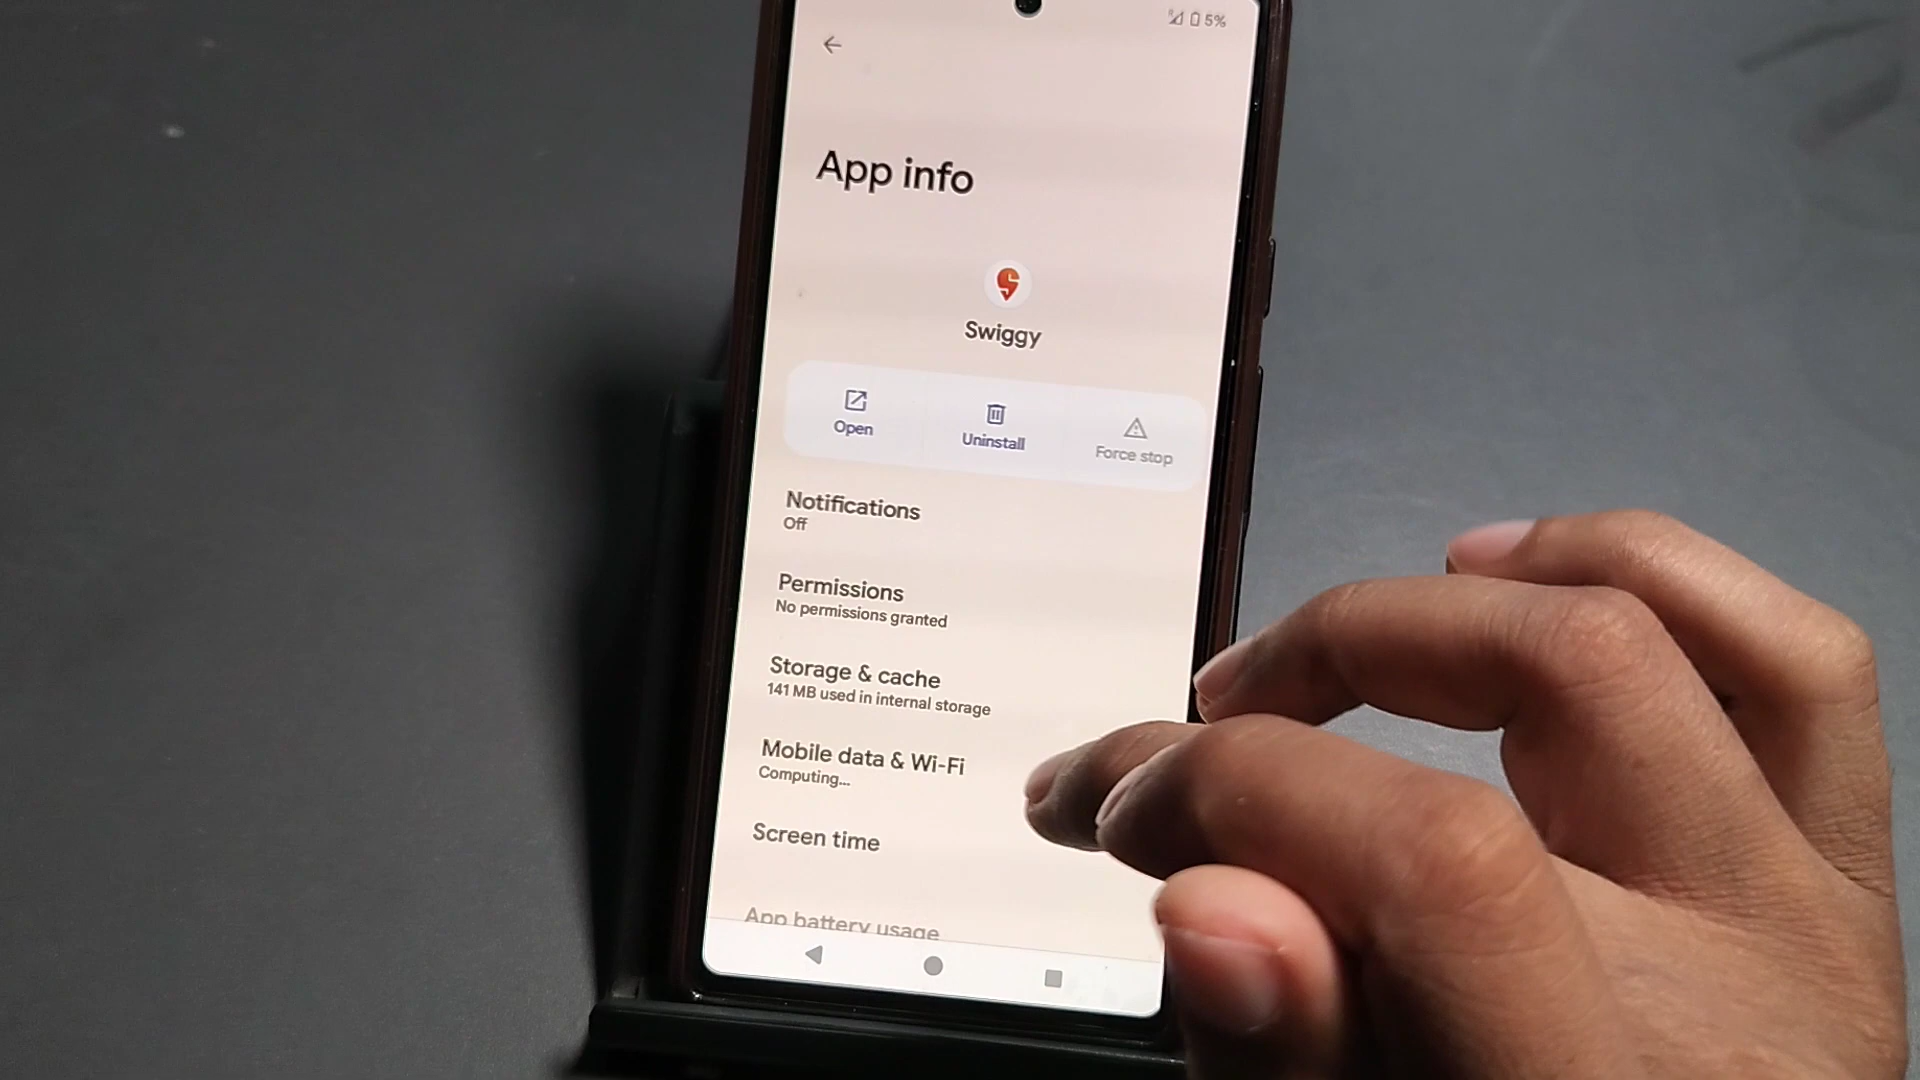 5%
App info
Swiggy
Open
Uninstall
Force stop
Notifications
Off
Permissions
No permissions granted
Storage & cache
141 MB used in internal storage
Mobile data & Wi-Fi
Computing...
Screen time
App battery usage